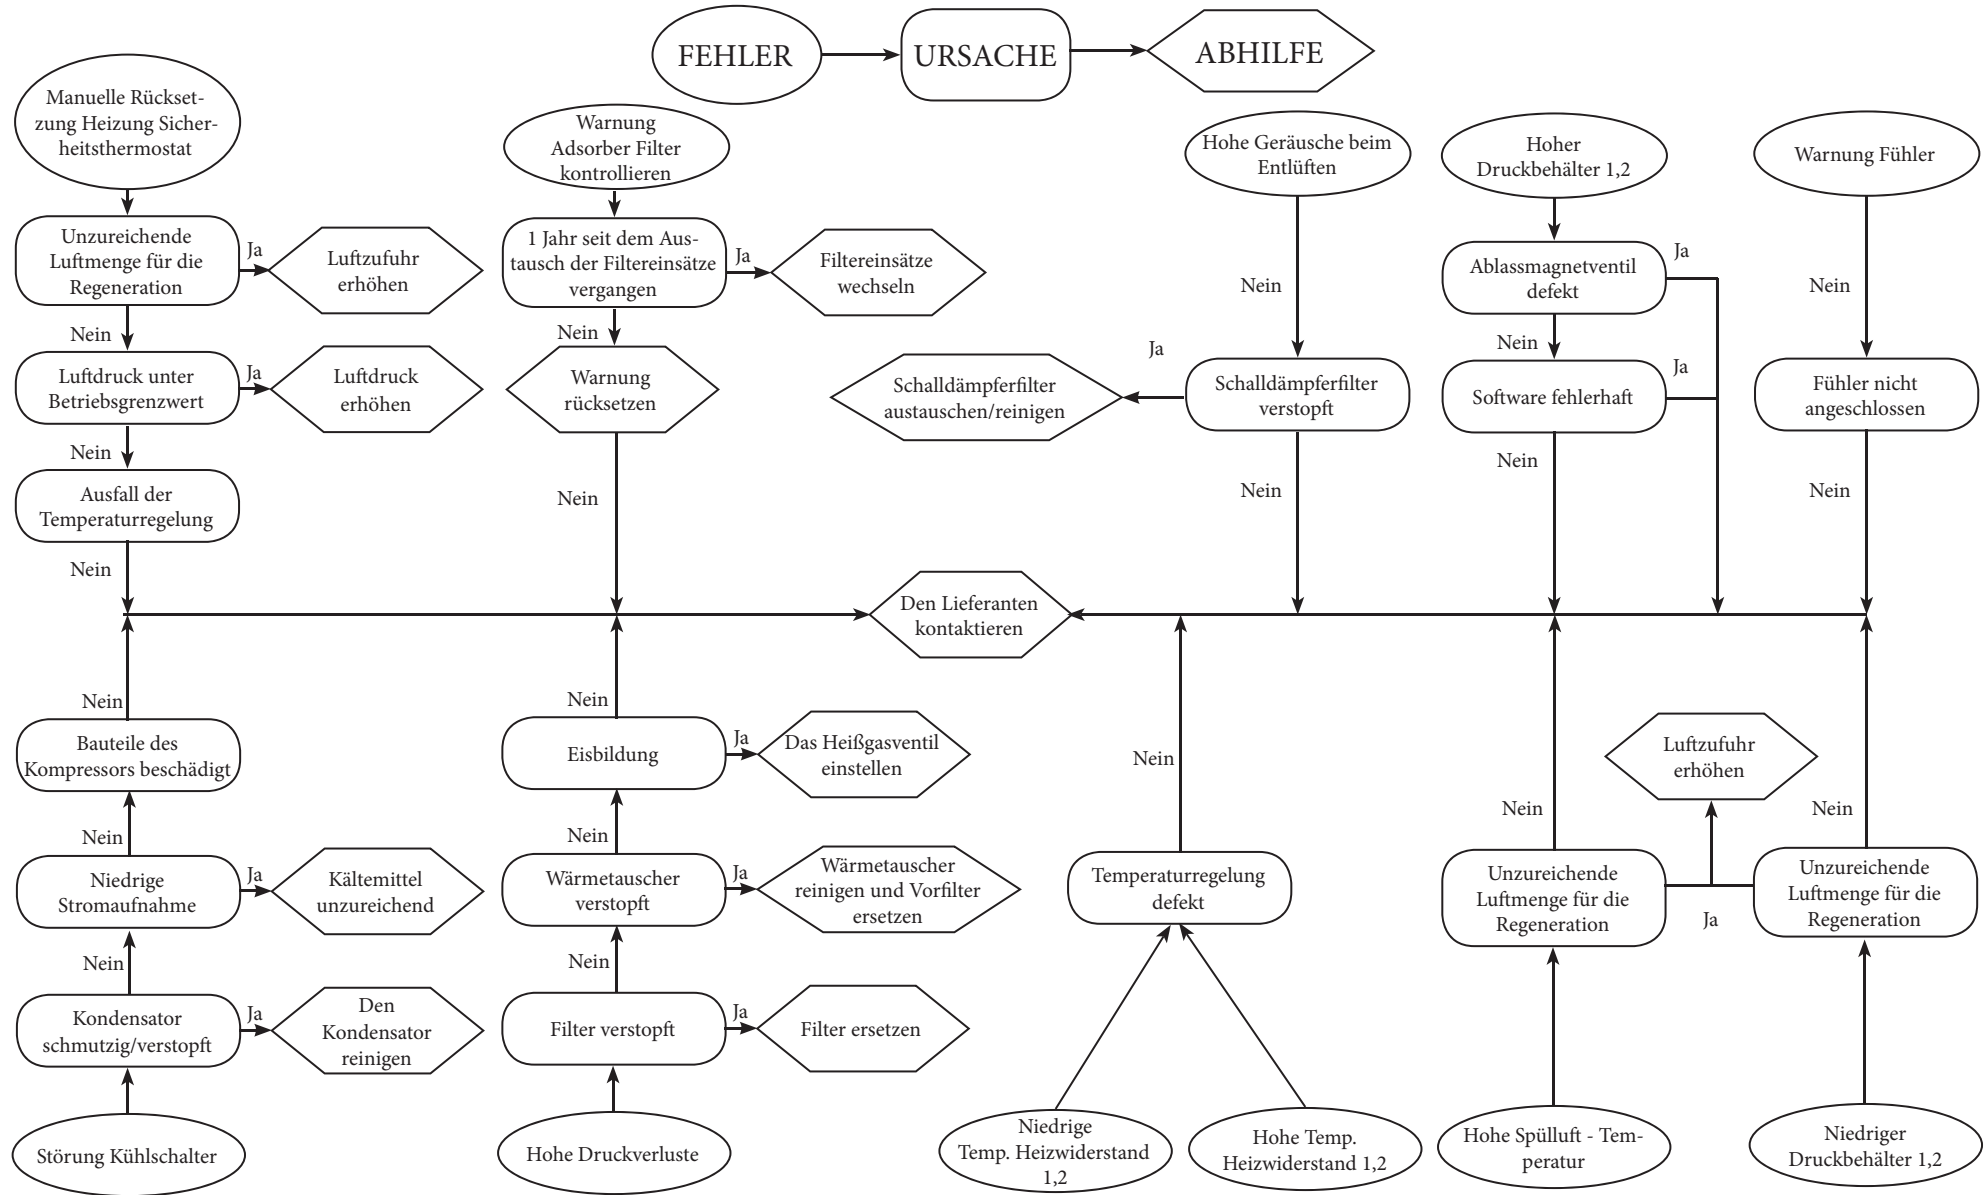 FEHLER
URSACHE
ABHILFE
Manuelle Rückset-
zung Heizung Sicher-
heitsthermostat
Unzureichende
Luftmenge für die
Regeneration
Ja
Luftzufuhr
erhöhen
Nein
Luftdruck unter
Betriebsgrenzwert
Ja
Luftdruck
erhöhen
Nein
Ausfall der
Temperaturregelung
Nein
Warnung
Adsorber Filter
kontrollieren
1 Jahr seit dem Aus-
tausch der Filtereinsätze
vergangen
Ja
Filtereinsätze
wechseln
Nein
Warnung
rücksetzen
Nein
Hohe Geräusche beim
Entlüften
Nein
Schalldämpferfilter
verstopft
Ja
Schalldämpferfilter
austauschen/reinigen
Nein
Hoher
Druckbehälter 1,2
Ablassmagnetventil
defekt
Ja
Nein
Software fehlerhaft
Ja
Nein
Warnung Fühler
Nein
Fühler nicht
angeschlossen
Nein
Den Lieferanten
kontaktieren
Nein
Bauteile des
Kompressors beschädigt
Nein
Niedrige
Stromaufnahme
Ja
Kältemittel
unzureichend
Nein
Kondensator
schmutzig/verstopft
Ja
Den
Kondensator
reinigen
Störung Kühlschalter
Nein
Eisbildung
Ja
Das Heißgasventil
einstellen
Nein
Wärmetauscher
verstopft
Ja
Wärmetauscher
reinigen und Vorfilter
ersetzen
Nein
Filter verstopft
Ja
Filter ersetzen
Hohe Druckverluste
Nein
Temperaturregelung
defekt
Niedrige
Temp. Heizwiderstand
1,2
Hohe Temp.
Heizwiderstand 1,2
Nein
Unzureichende
Luftmenge für die
Regeneration
Hohe Spülluft - Tem-
peratur
Luftzufuhr
erhöhen
Ja
Nein
Unzureichende
Luftmenge für die
Regeneration
Niedriger
Druckbehälter 1,2